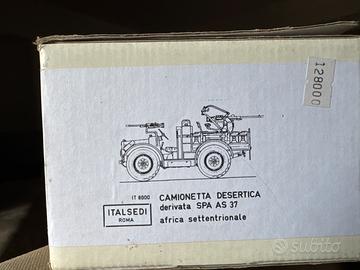 128000
IT 8000
CAMIONETTA DESERTICA
derivata SPA AS 37
africa settentrionale
ITALSEDI
ROMA
subito